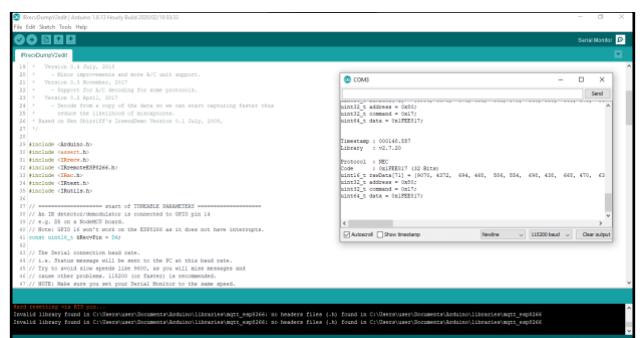 IRrecvDumpV2edit | Arduino 1.8.13 Hourly Build 2020/02/19 03:33
File Edit Sketch Tools Help
Serial Monitor
IRrecvDumpV2edit
19 * Version 0.4 July, 2018
20 * - Minor improvements and more A/C unit support.
21 * Version 0.3 November, 2017
22 * - Support for A/C decoding for some protocols.
23 * Version 0.2 April, 2017
24 * - Decode from a copy of the data so we can start capturing faster thus
25 * reduce the likelihood of miscaptures.
26 * Based on Ken Shirriff's IrsendDemo Version 0.1 July, 2009,
27 */
28
29 #include <Arduino.h>
30 #include <assert.h>
31 #include <IRrecv.h>
32 #include <IRremoteESP8266.h>
33 #include <IRac.h>
34 #include <IRtext.h>
35 #include <IRutils.h>
36
37 // ==================== start of TUNEABLE PARAMETERS ====================
38 // An IR detector/demodulator is connected to GPIO pin 14
39 // e.g. D5 on a NodeMCU board.
40 // Note: GPIO 16 won't work on the ESP8266 as it does not have interrupts.
41 const uint16_t kRecvPin = D4;
42
43 // The Serial connection baud rate.
44 // i.e. Status message will be sent to the PC at this baud rate.
45 // Try to avoid slow speeds like 9600, as you will miss messages and
46 // cause other problems. 115200 (or faster) is recommended.
47 // NOTE: Make sure you set your Serial Monitor to the same speed.
Hard resetting via RTS pin...
Invalid library found in C:\Users\user\Documents\Arduino\libraries\mqtt_esp8266: no headers files (.h) found in C:\Users\user\Documents\Arduino\libraries\mqtt_esp8266
Invalid library found in C:\Users\user\Documents\Arduino\libraries\mqtt_esp8266: no headers files (.h) found in C:\Users\user\Documents\Arduino\libraries\mqtt_esp8266
COM3
Send
uint32_t command = 0x17;
uint64_t data = 0x1FEE817;
Timestamp : 000148.557
Library : v2.7.20
Protocol : NEC
Code : 0x1FEE817 (32 Bits)
uint32_t command = 0x17;
uint64_t data = 0x1FEE817;
Autoscroll Show timestamp
Newline
115200 baud
Clear output